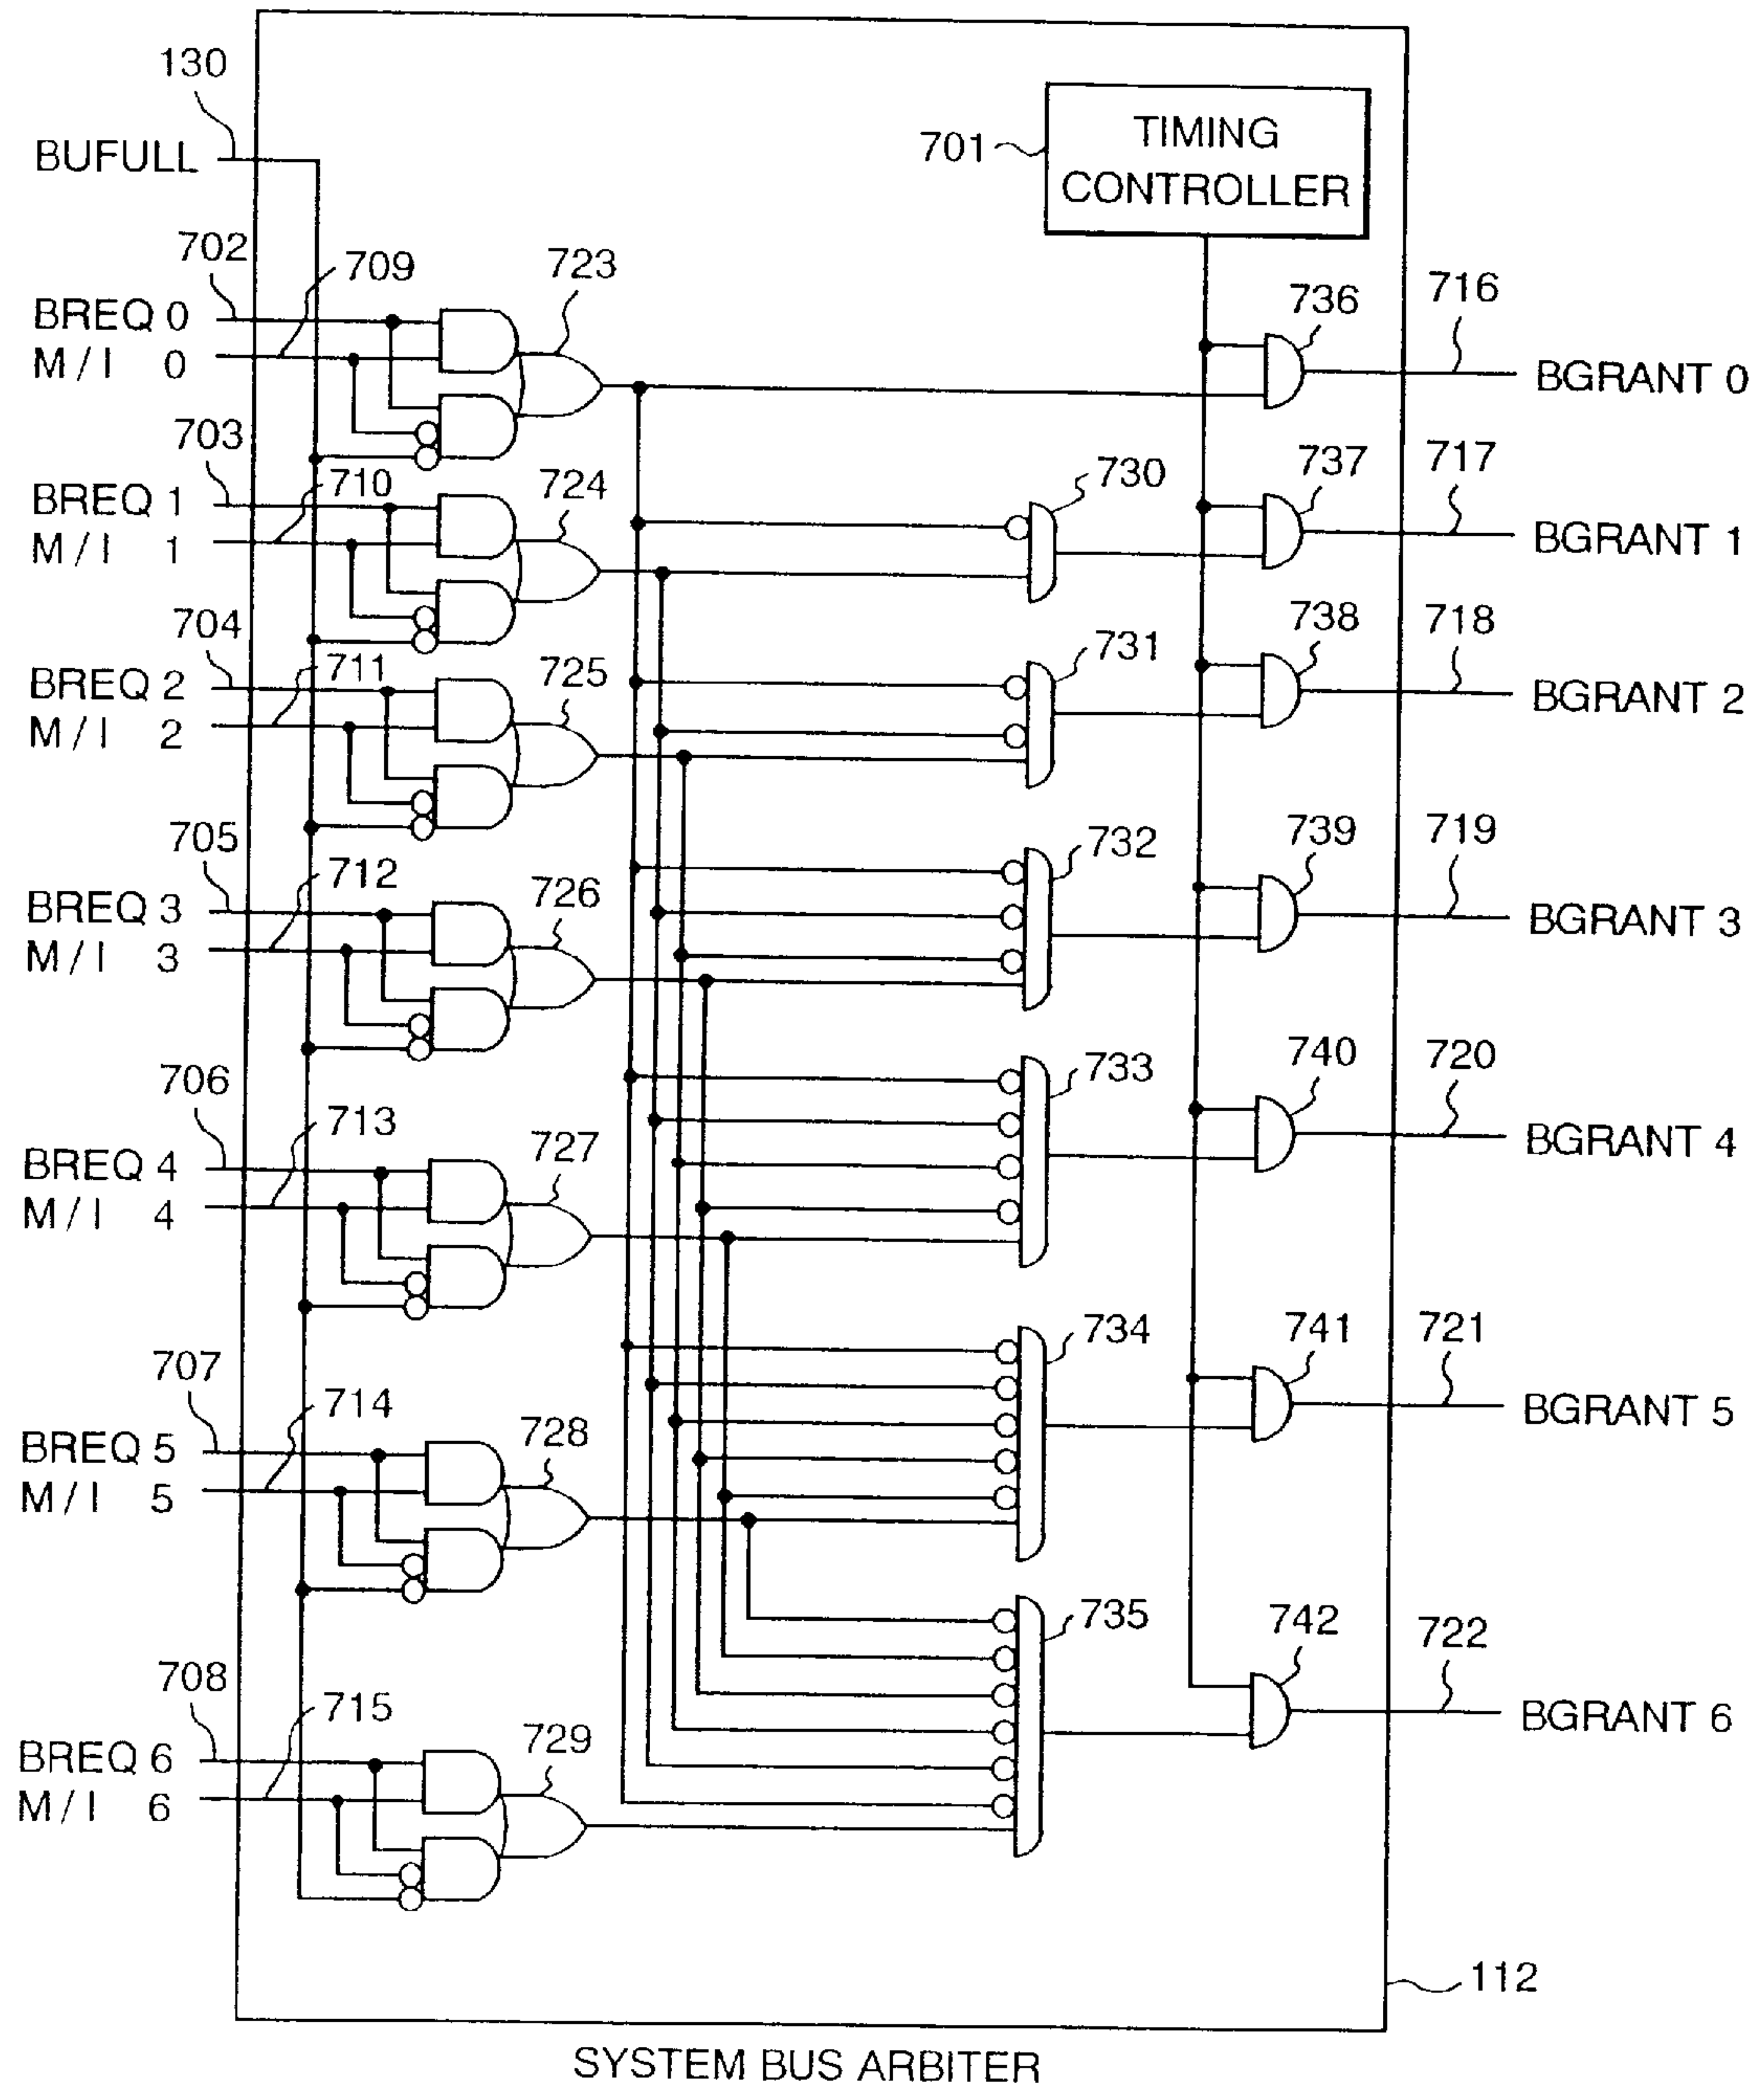 130
BUFULL
701
TIMING
CONTROLLER
702
709
723
BREQ 0
M / I 0
736
716
BGRANT 0
703
710
724
BREQ 1
M / I 1
730
737
717
BGRANT 1
704
711
725
BREQ 2
M / I 2
731
738
718
BGRANT 2
705
712
726
BREQ 3
M / I 3
732
739
719
BGRANT 3
706
713
727
BREQ 4
M / I 4
733
740
720
BGRANT 4
707
714
728
BREQ 5
M / I 5
734
741
721
BGRANT 5
708
715
729
BREQ 6
M / I 6
735
742
722
BGRANT 6
112
SYSTEM BUS ARBITER